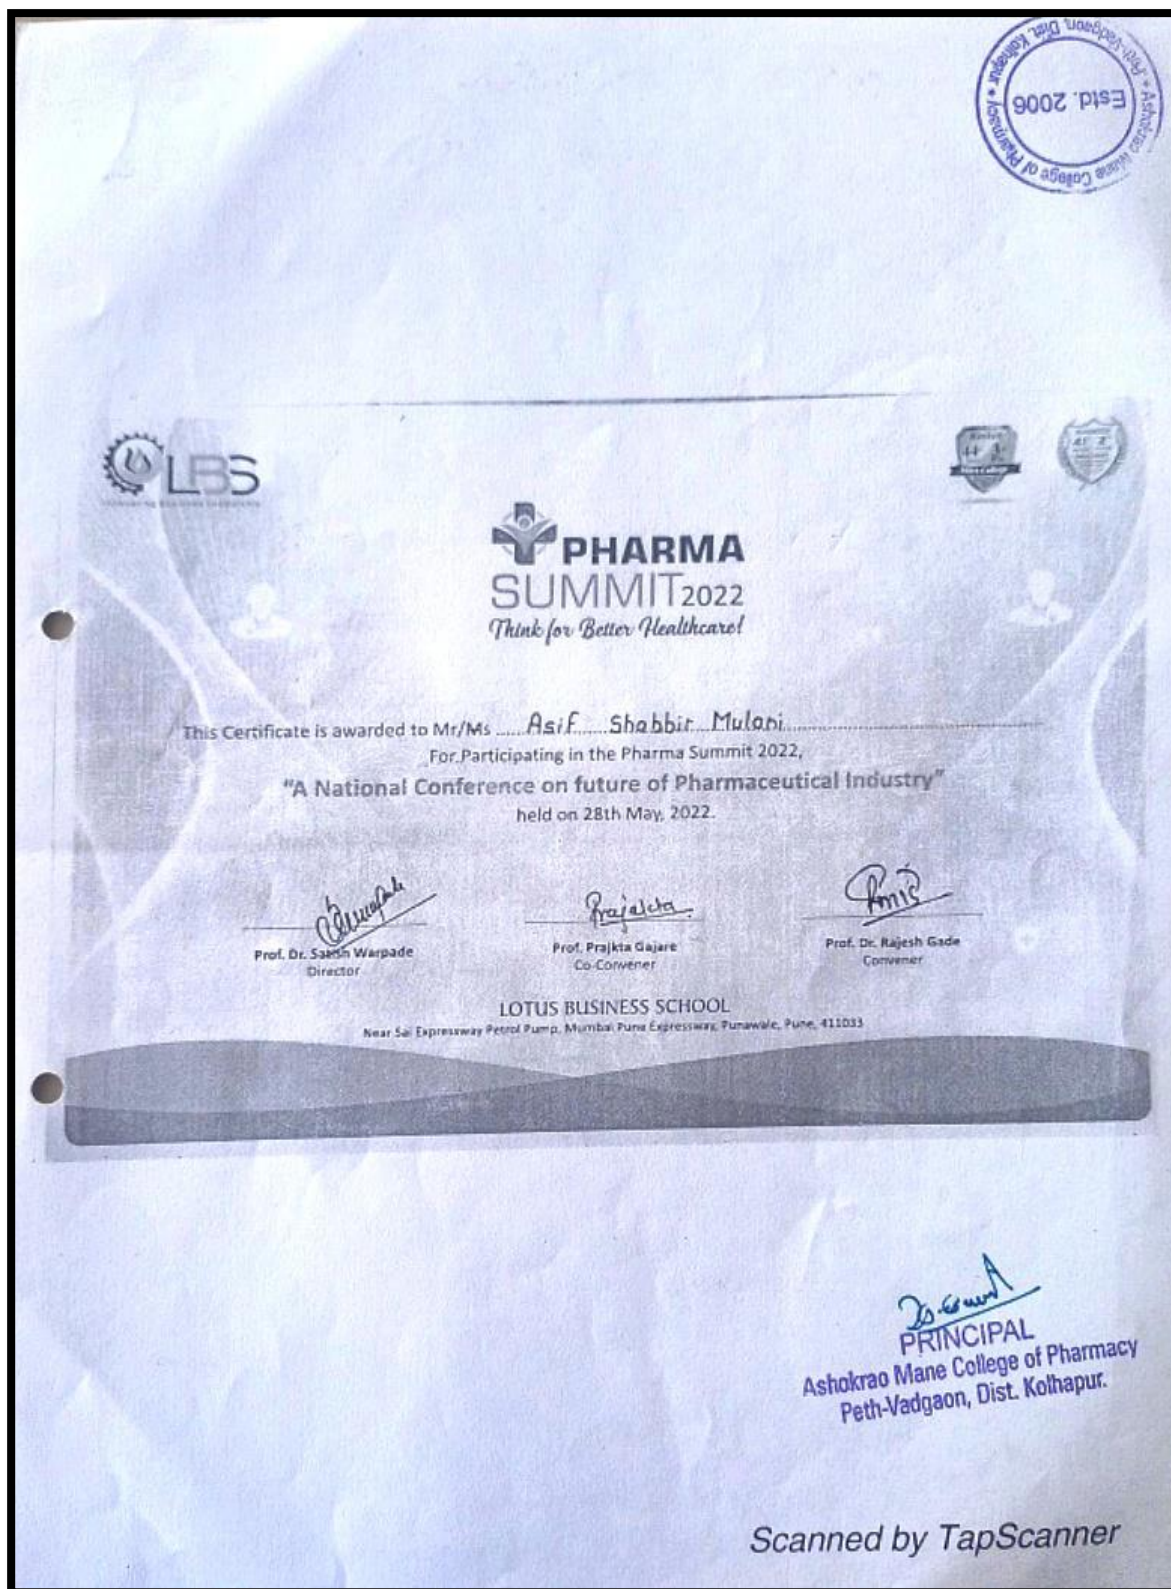 Ashokrao Mane College of Pharmacy * Peth-Vadgaon, Dist. Kolhapur *
Estd. 2006
LBS
PHARMA
SUMMIT2022
Think for Better Healthcare!
This Certificate is awarded to Mr/Ms ..... Asif ..... Shabbir .... Mulani ..........
For Participating in the Pharma Summit 2022,
"A National Conference on future of Pharmaceutical Industry"
held on 28th May, 2022.
Prajakta
Prof. Dr. Satish Warpade
Director
Prof. Prajkta Gajare
Co-Convener
Prof. Dr. Rajesh Gade
Convener
LOTUS BUSINESS SCHOOL
Near Sai Expressway Petrol Pump, Mumbai Pune Expressway, Punawale, Pune, 411033
PRINCIPAL
Ashokrao Mane College of Pharmacy
Peth-Vadgaon, Dist. Kolhapur.
Scanned by TapScanner